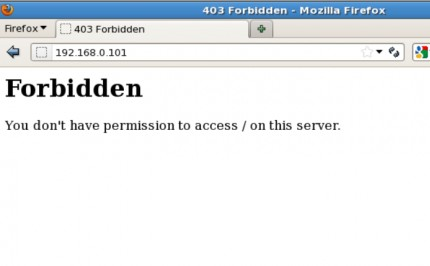 403 Forbidden - Mozilla Firefox
Firefox
403 Forbidden
192.168.0.101
Forbidden
You don't have permission to access / on this server.